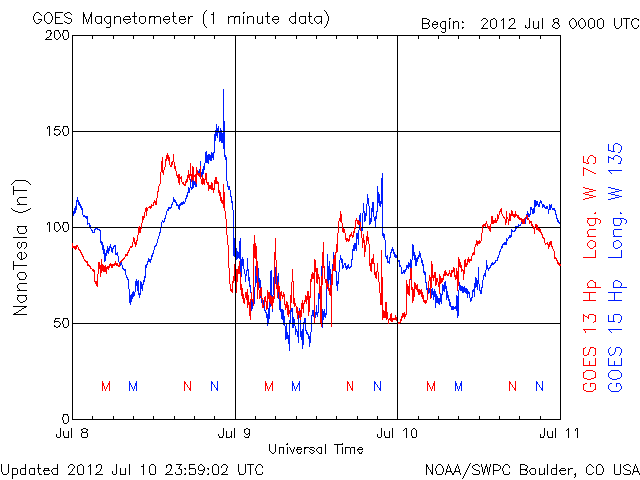 GOES Magnetometer (1 minute data)
Begin: 2012 Jul 8 0000 UTC
200
150
100
50
0
NanoTesla (nT)
M M N N M M N N M M N N
Jul 8 Jul 9 Jul 10 Jul 11
Universal Time
GOES 13 Hp Long. W 75
GOES 15 Hp Long. W 135
Updated 2012 Jul 10 23:59:02 UTC
NOAA/SWPC Boulder, CO USA